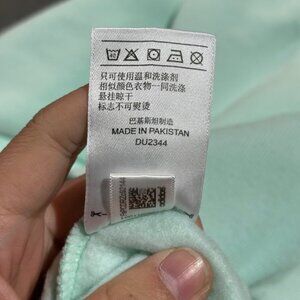 只可使用温和洗涤剂
相似颜色衣物一同洗涤
悬挂晾干
标志不可熨烫
巴基斯坦制造
MADE IN PAKISTAN
DU2344